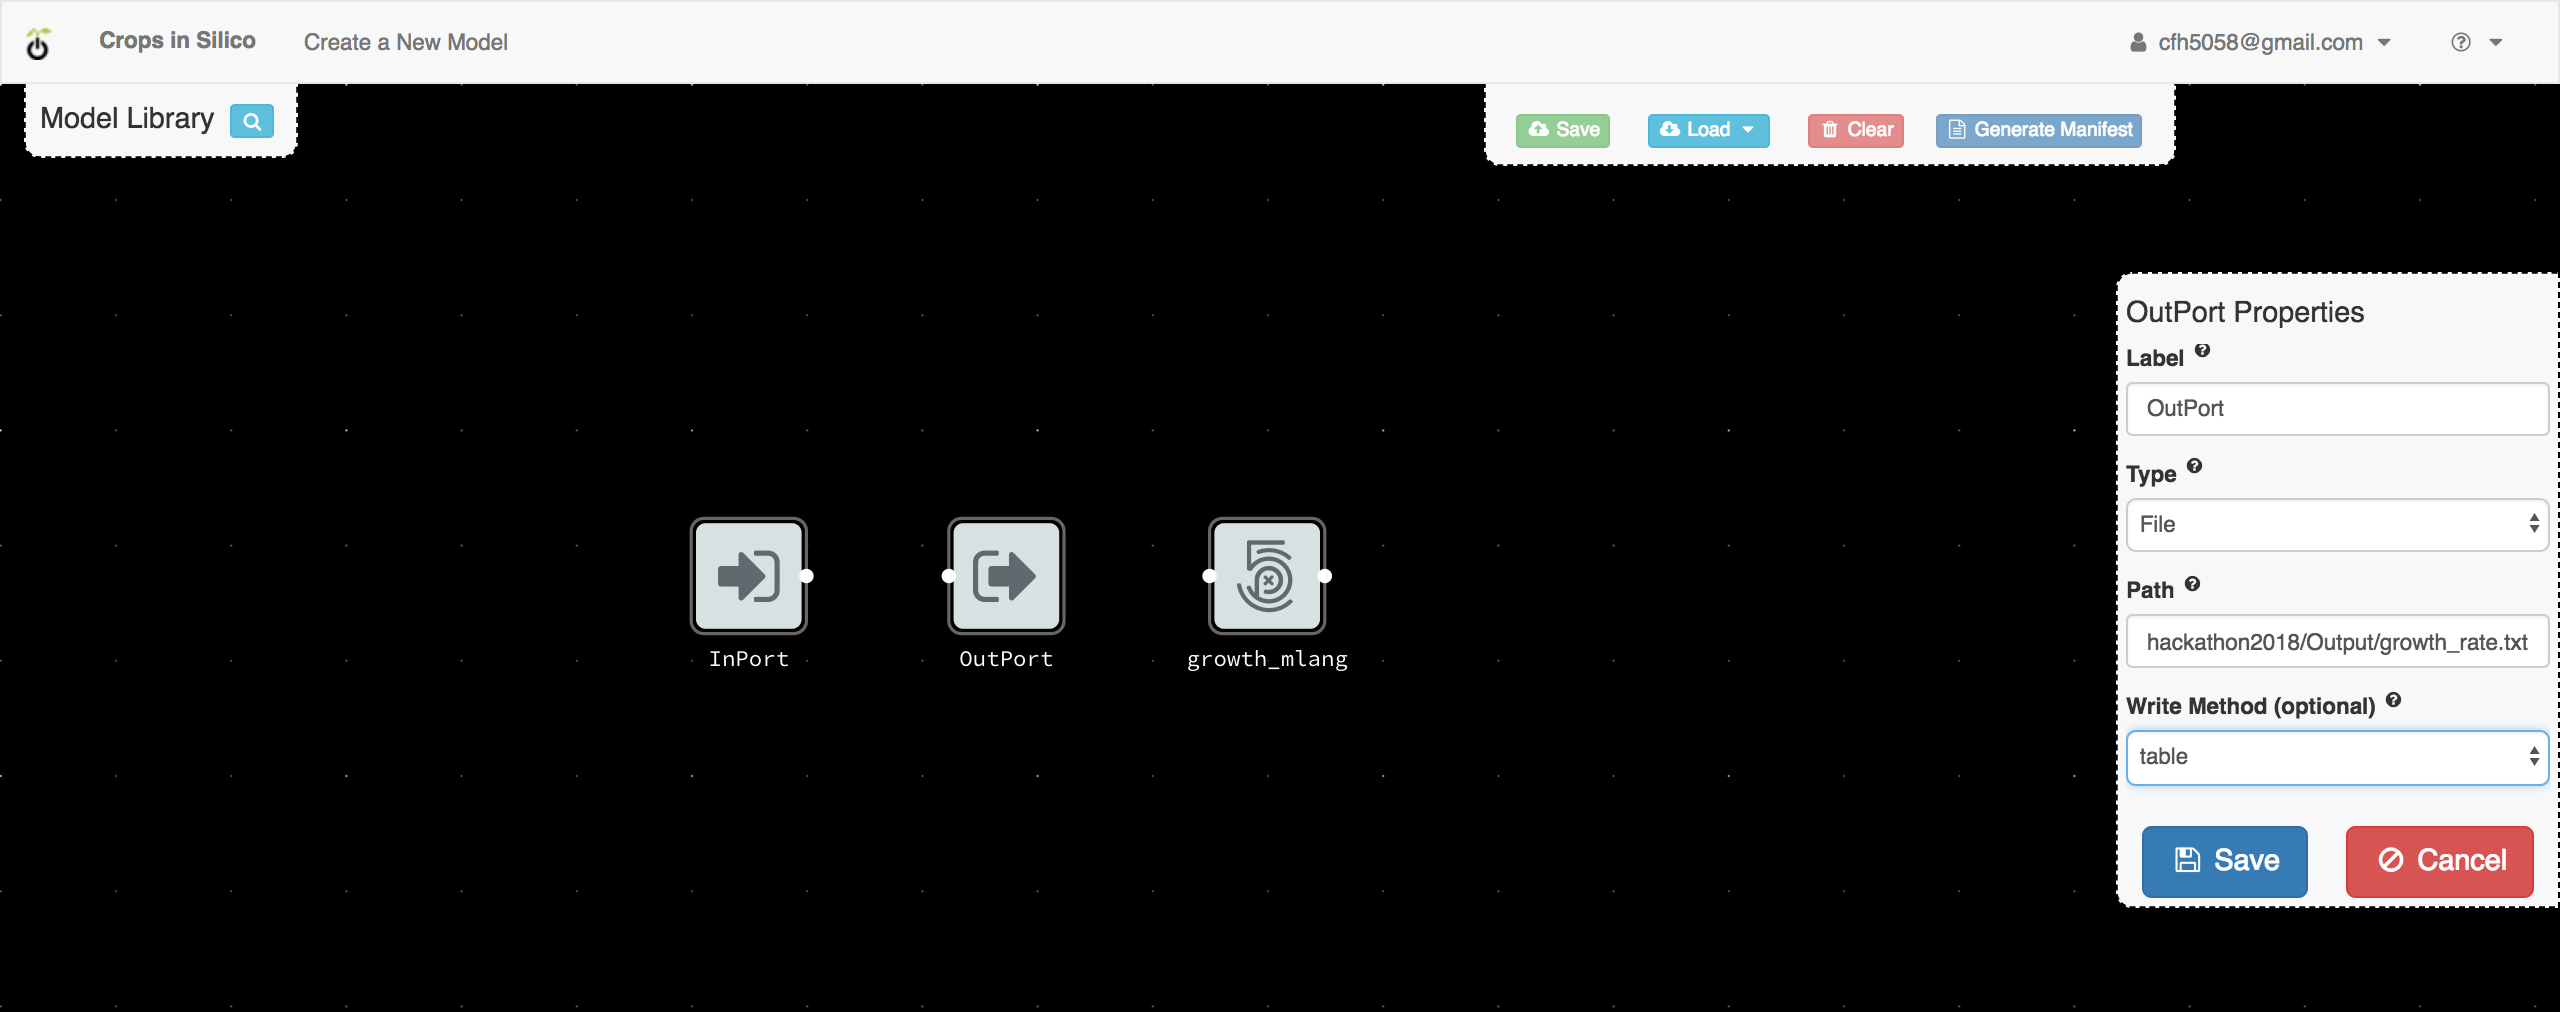 Crops in Silico
Create a New Model
cfh5058@gmail.com
Model Library
Save
Load
Clear
Generate Manifest
OutPort Properties
Label
OutPort
Type
File
Path
hackathon2018/Output/growth_rate.txt
Write Method (optional)
table
Save
Cancel
InPort
OutPort
growth_mlang